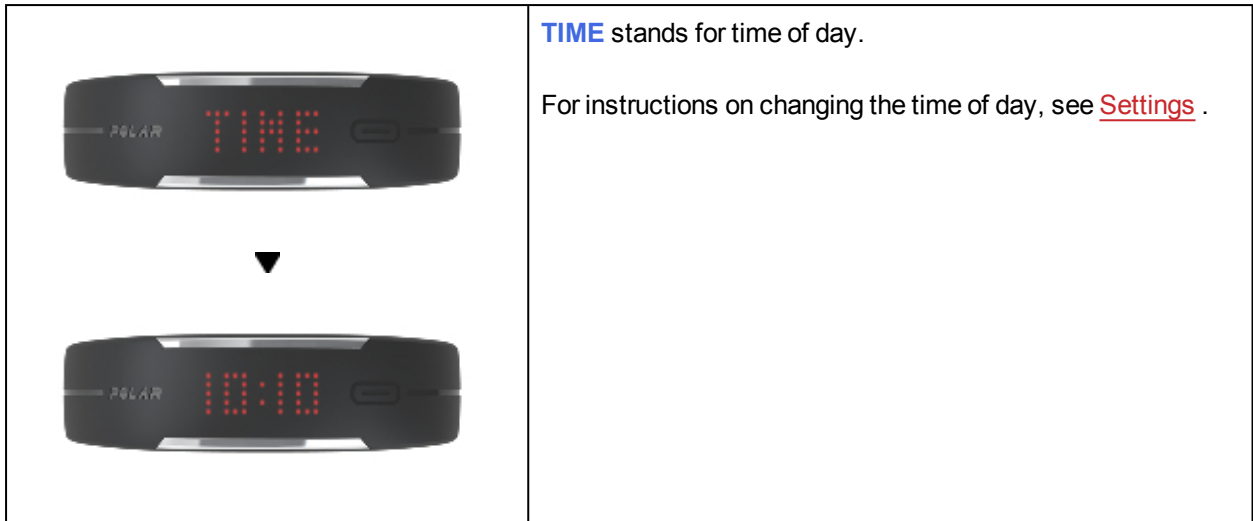 POLAR TIME
POLAR 10:10
TIME stands for time of day.
For instructions on changing the time of day, see Settings .